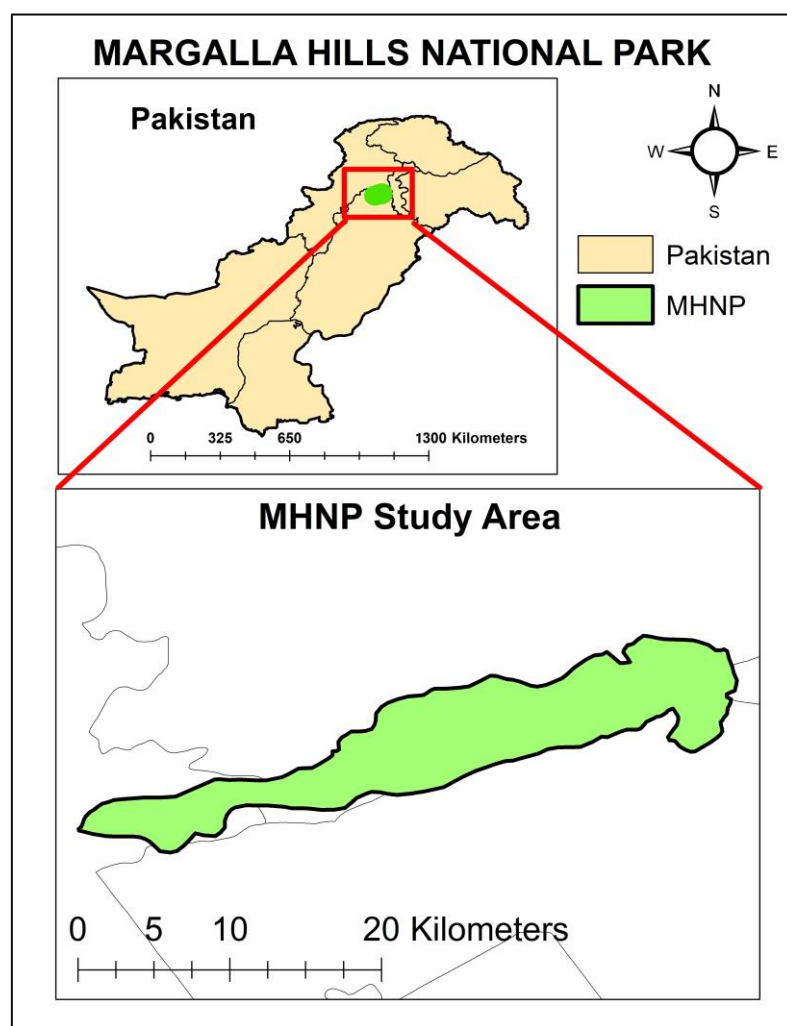 MARGALLA HILLS NATIONAL PARK
Pakistan
N
W E
S
Pakistan
MHNP
0 325 650 1300 Kilometers
MHNP Study Area
0 5 10 20 Kilometers